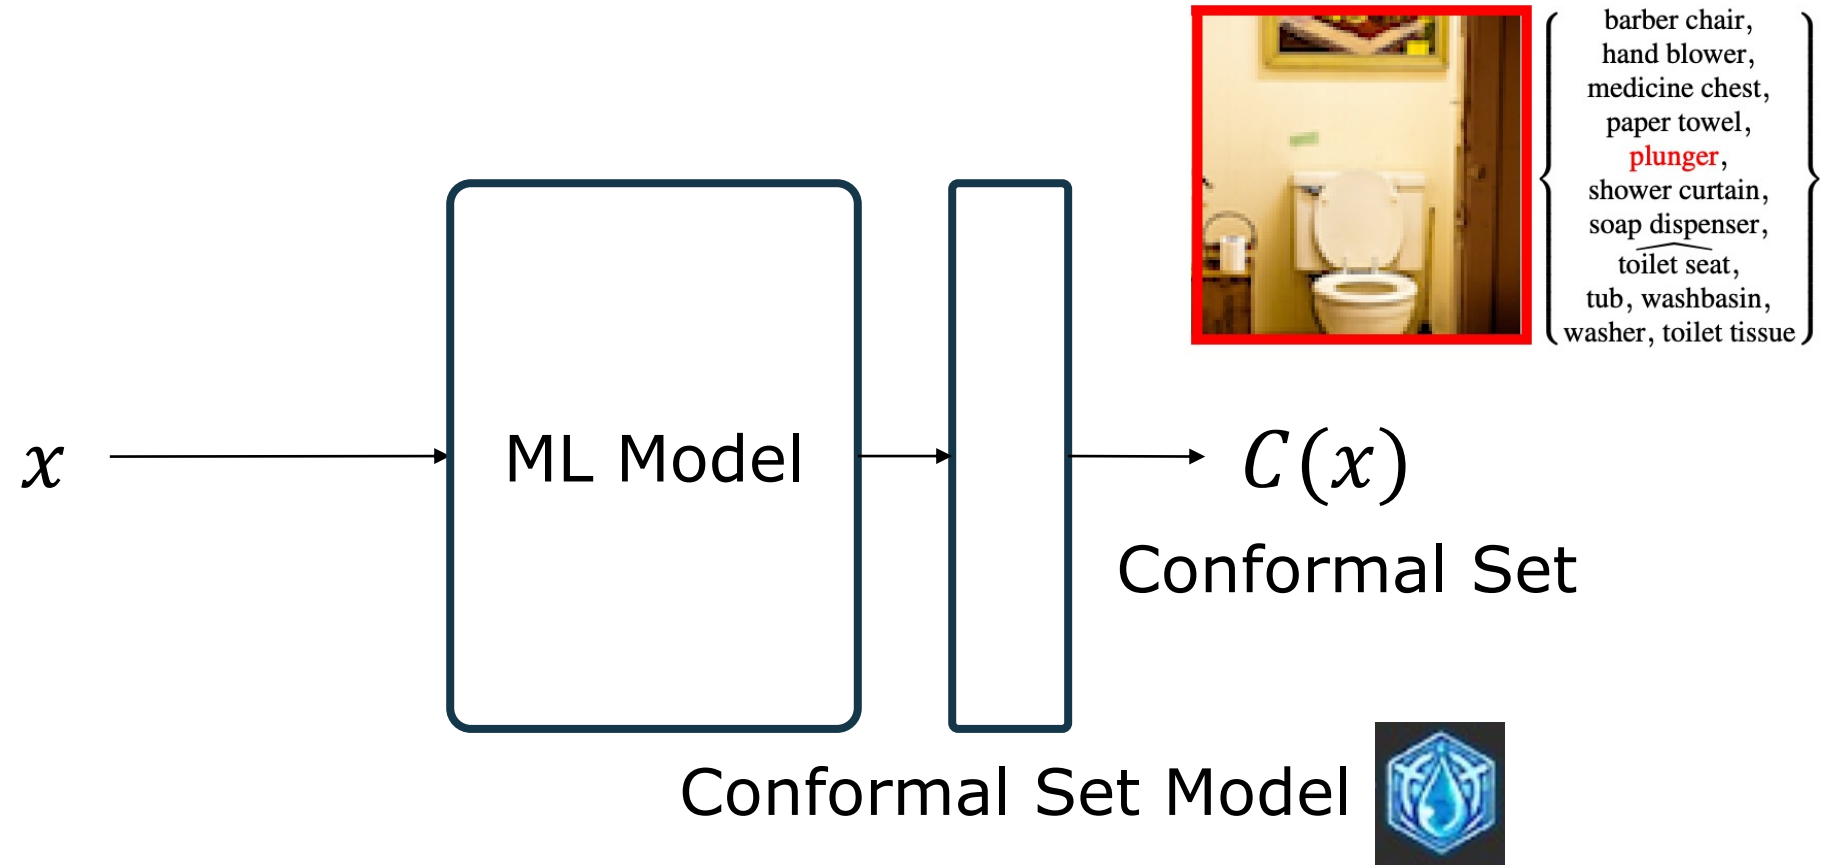 barber chair,
hand blower,
medicine chest,
paper towel,
plunger,
shower curtain,
soap dispenser,
toilet seat,
tub, washbasin,
washer, toilet tissue
x
ML Model
C(x)
Conformal Set
Conformal Set Model